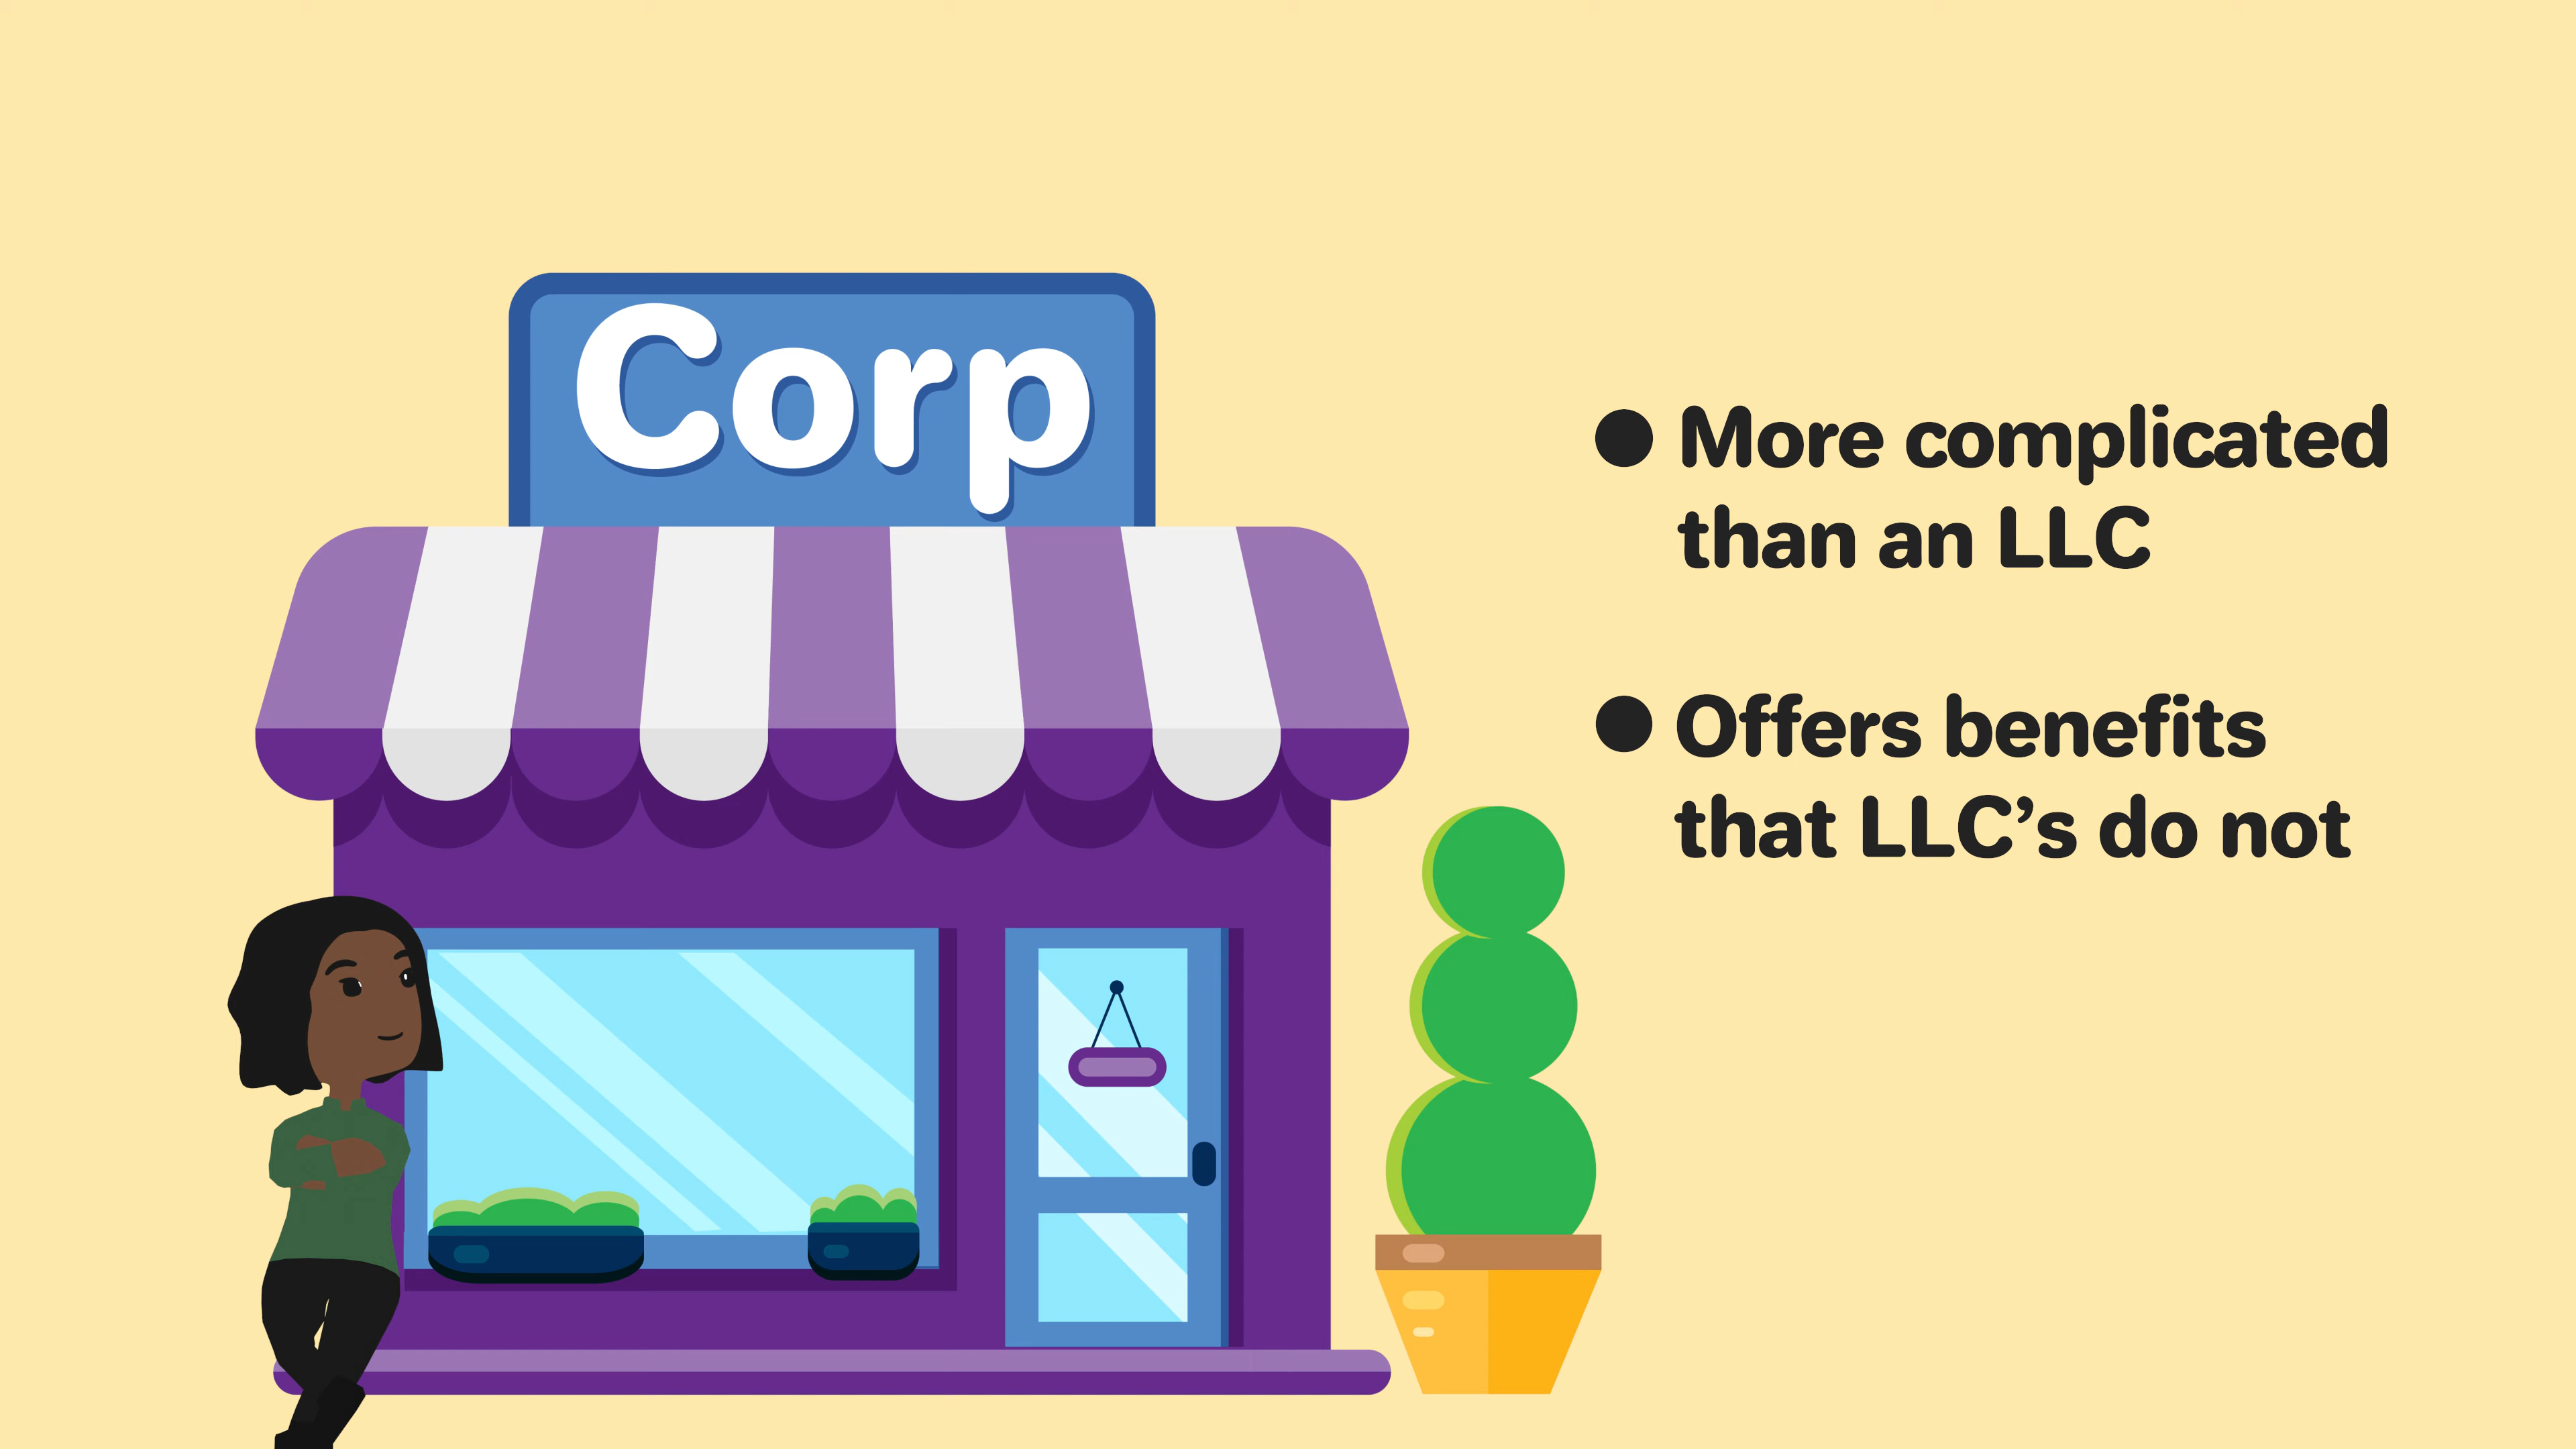 Corp
More complicated
than an LLC
Offers benefits
that LLC’s do not